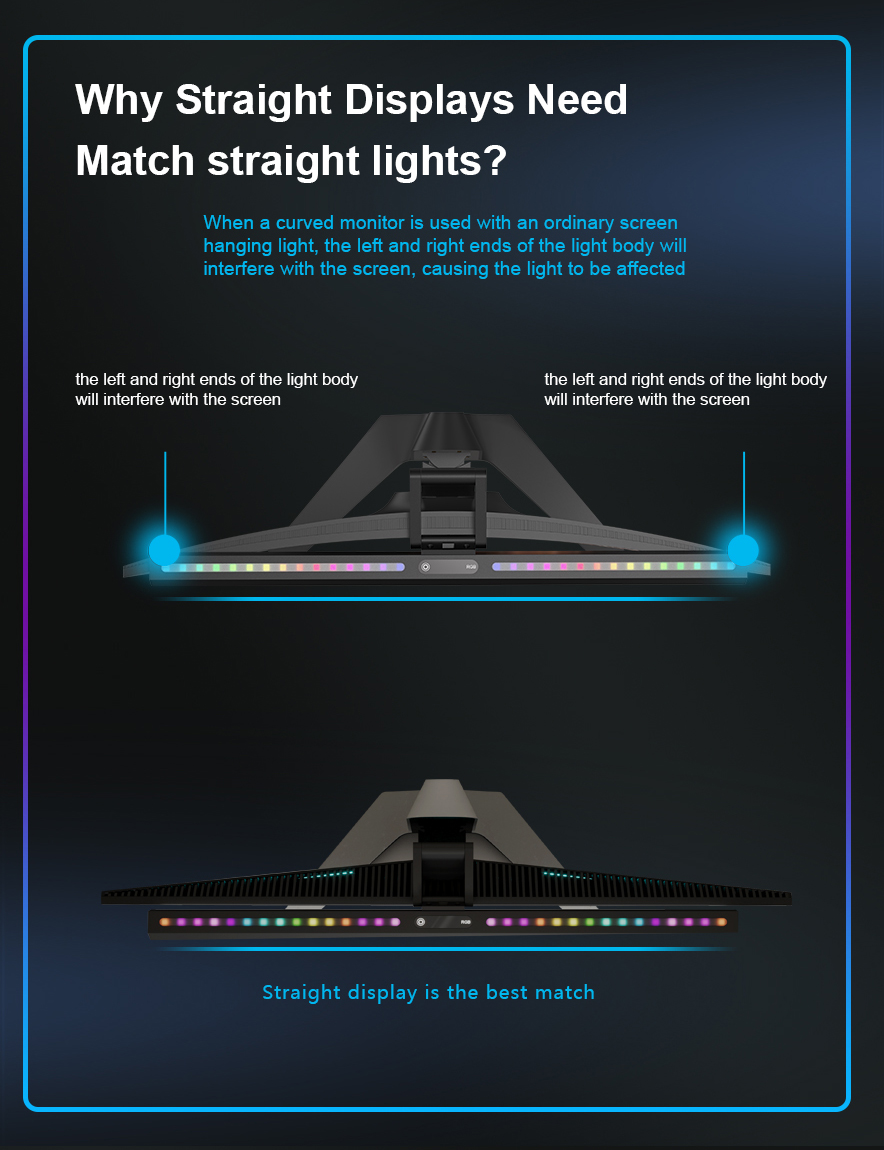 Why Straight Displays Need
Match straight lights?
When a curved monitor is used with an ordinary screen
hanging light, the left and right ends of the light body will
interfere with the screen, causing the light to be affected
the left and right ends of the light body
will interfere with the screen
the left and right ends of the light body
will interfere with the screen
RGB
RGB
Straight display is the best match